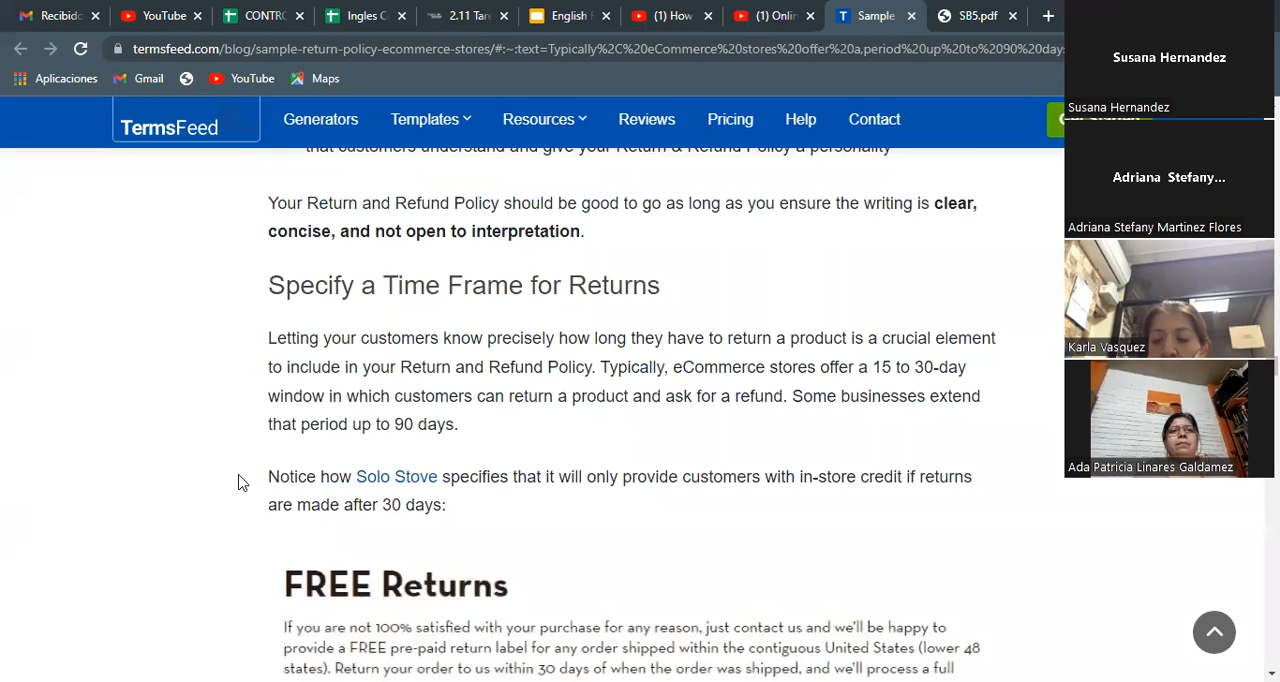 Recibido
YouTube
CONTRO
Ingles C
2.11 Tar
English F
(1) How
(1) Onlin
Sample
SB5.pdf
termsfeed.com/blog/sample-return-policy-ecommerce-stores/#:~:text=Typically%2C%20eCommerce%20stores%20offer%20a,period%20up%20to%2090%20days
Aplicaciones
Gmail
YouTube
Maps
TermsFeed
Generators
Templates
Resources
Reviews
Pricing
Help
Contact
that customers understand and give your Return & Refund Policy a personality
Your Return and Refund Policy should be good to go as long as you ensure the writing is clear,
concise, and not open to interpretation.
Specify a Time Frame for Returns
Letting your customers know precisely how long they have to return a product is a crucial element
to include in your Return and Refund Policy. Typically, eCommerce stores offer a 15 to 30-day
window in which customers can return a product and ask for a refund. Some businesses extend
that period up to 90 days.
Notice how Solo Stove specifies that it will only provide customers with in-store credit if returns
are made after 30 days:
FREE Returns
If you are not 100% satisfied with your purchase for any reason, just contact us and we'll be happy to
provide a FREE pre-paid return label for any order shipped within the contiguous United States (lower 48
states). Return your order to us within 30 days of when the order was shipped, and we'll process a full
Susana Hernandez
Susana Hernandez
Adriana Stefany...
Adriana Stefany Martinez Flores
Karla Vasquez
Ada Patricia Linares Galdamez